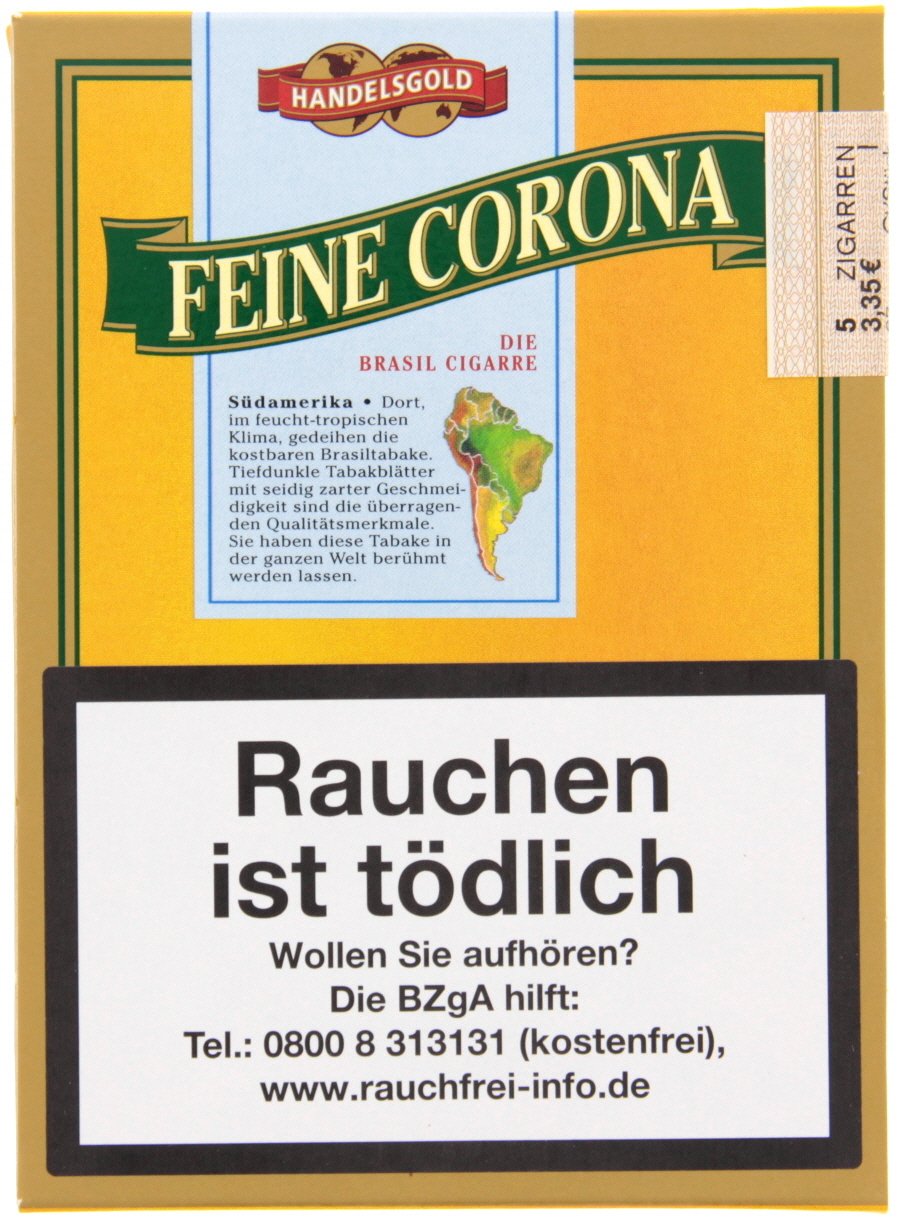 HANDELSGOLD
FEINE CORONA
DIE
BRASIL CIGARRE
Südamerika • Dort,
im feucht-tropischen
Klima, gedeihen die
kostbaren Brasiltabake.
Tiefdunkle Tabakblätter
mit seidig zarter Geschmei-
digkeit sind die überragen-
den Qualitätsmerkmale.
Sie haben diese Tabake in
der ganzen Welt berühmt
werden lassen.
5 ZIGARREN
3,35 €
Rauchen
ist tödlich
Wollen Sie aufhören?
Die BZgA hilft:
Tel.: 0800 8 313131 (kostenfrei),
www.rauchfrei-info.de